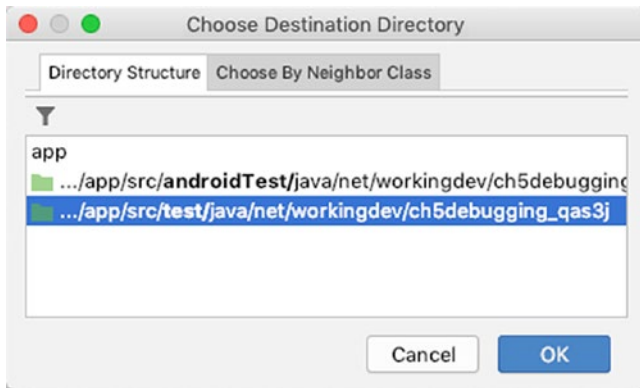 Choose Destination Directory
Directory Structure Choose By Neighbor Class
app
.../app/src/androidTest/java/net/workingdev/ch5debugging
.../app/src/test/java/net/workingdev/ch5debugging_qas3j
Cancel OK